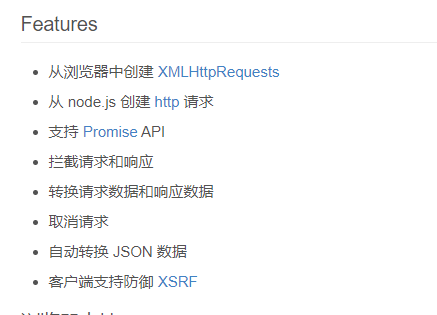 Features
从浏览器中创建 XMLHttpRequests
从 node.js 创建 http 请求
支持 Promise API
拦截请求和响应
转换请求数据和响应数据
取消请求
自动转换 JSON 数据
客户端支持防御 XSRF